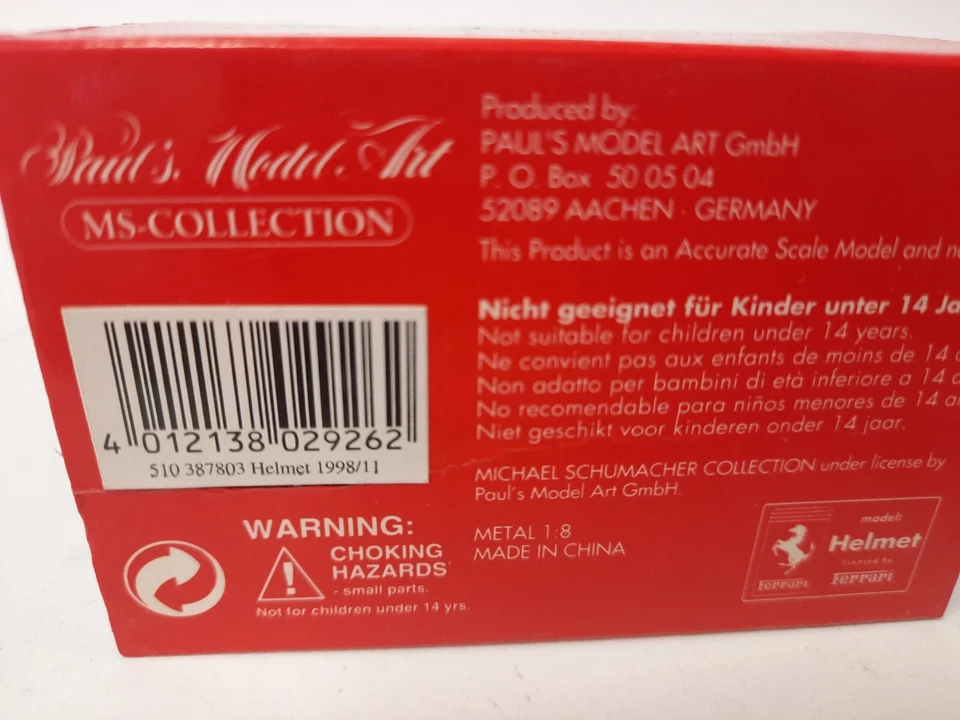 Paul's Model Art
MS-COLLECTION
4 012138 029262
510 387803 Helmet 1998/II
WARNING:
CHOKING
HAZARDS
- small parts.
Not for children under 14 yrs.
Produced by:
PAUL'S MODEL ART GmbH
P. O. Box 50 05 04
52089 AACHEN · GERMANY
This Product is an Accurate Scale Model and
Nicht geeignet für Kinder unter 14
Not suitable for children under 14 years.
Ne convient pas aux enfants de moins de 14
Non adatto per bambini di età inferiore a 14
No recomendable para niños menores de 14
Niet geschikt voor kinderen onder 14 jaar.
MICHAEL SCHUMACHER COLLECTION under license by
Paul's Model Art GmbH.
METAL 1:8
MADE IN CHINA
model:
Helmet
licensed by
Ferrari
Ferrari